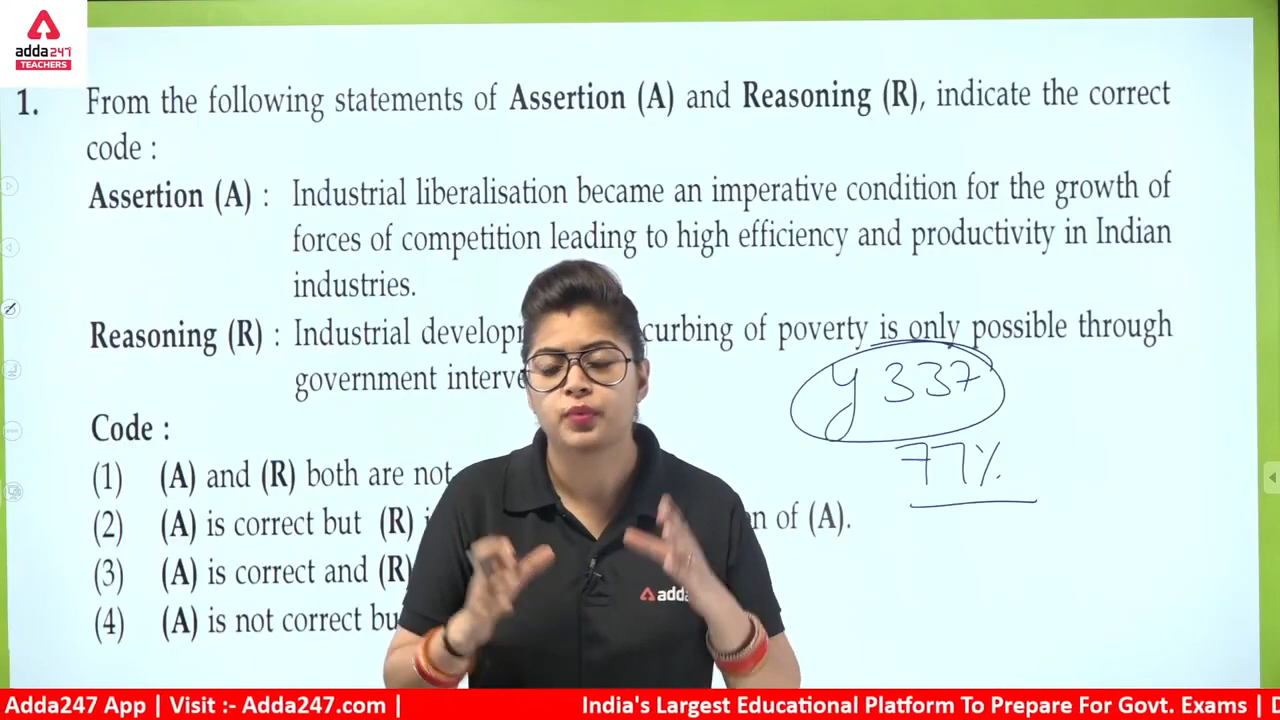 adda247
TEACHERS
1. From the following statements of Assertion (A) and Reasoning (R), indicate the correct
code :
Assertion (A) : Industrial liberalisation became an imperative condition for the growth of
forces of competition leading to high efficiency and productivity in Indian
industries.
Reasoning (R) : Industrial develop curbing of poverty is only possible through
government interve
y 337
77%
Code :
(1) (A) and (R) both are not
(2) (A) is correct but (R) of (A).
(3) (A) is correct and (R)
(4) (A) is not correct bu
adda
Adda247 App | Visit :- Adda247.com | India's Largest Educational Platform To Prepare For Govt. Exams |